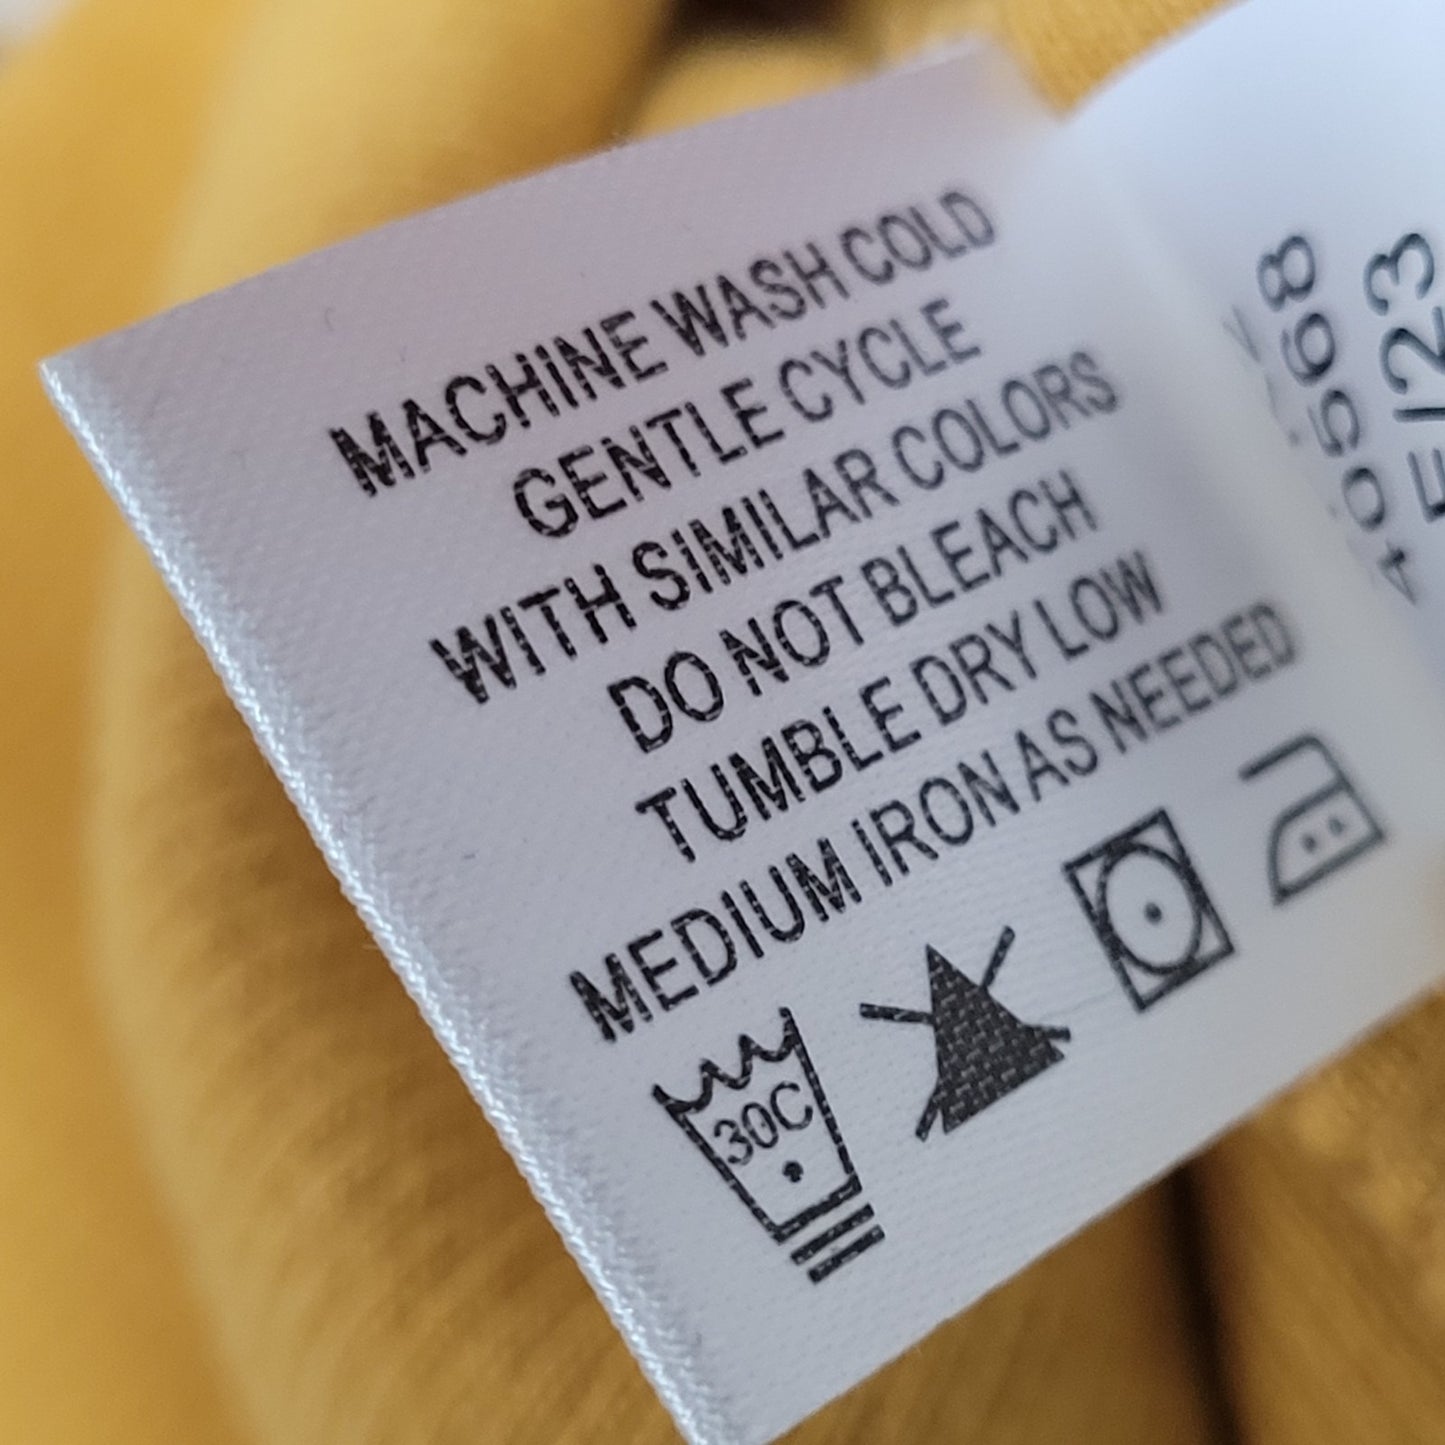 MACHINE WASH COLD
GENTLE CYCLE
WITH SIMILAR COLORS
DO NOT BLEACH
TUMBLE DRY LOW
MEDIUM IRON AS NEEDED
30C
40568